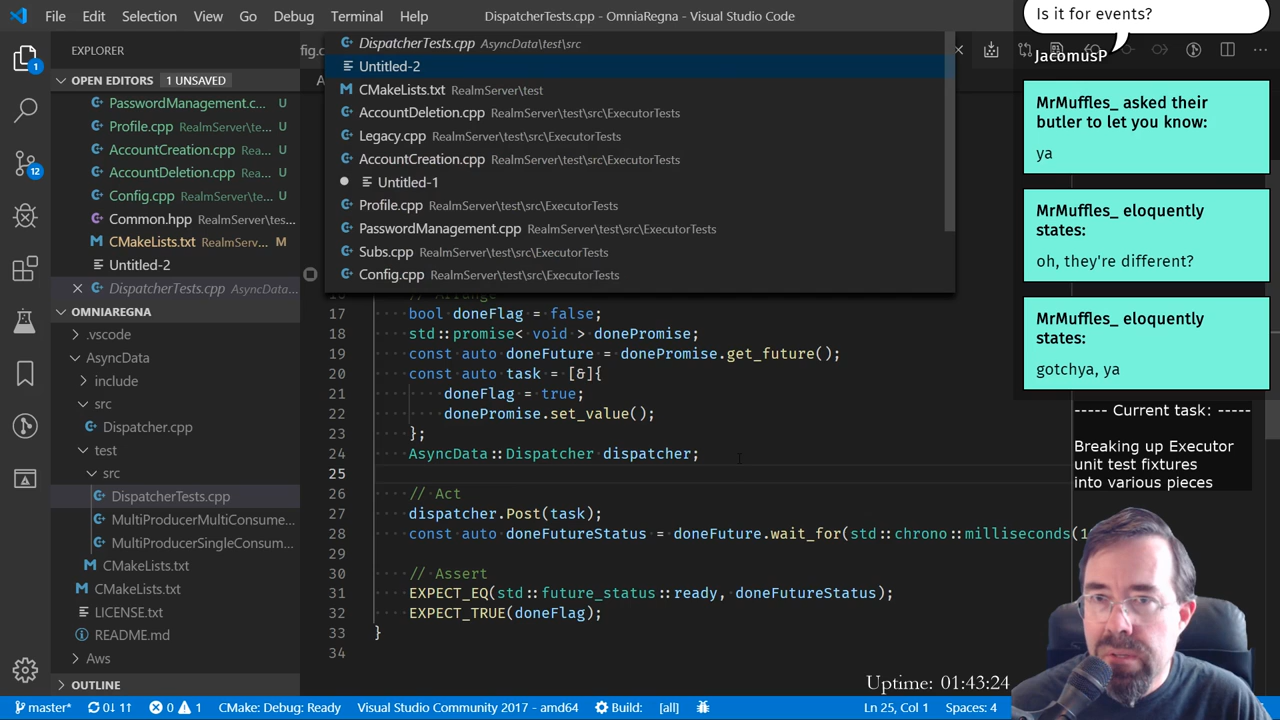 File Edit Selection View Go Debug Terminal Help
DispatcherTests.cpp - OmniaRegna - Visual Studio Code
EXPLORER
OPEN EDITORS 1 UNSAVED
PasswordManagement.c... U
Profile.cpp RealmServer\te... U
AccountCreation.cpp U
AccountDeletion.cpp U
Config.cpp RealmServer\te... U
Common.hpp RealmServer\tes...
CMakeLists.txt RealmServ... M
Untitled-2
DispatcherTests.cpp AsyncData...
OMNIAREGNA
.vscode
AsyncData
include
src
Dispatcher.cpp
test
src
DispatcherTests.cpp
MultiProducerMultiConsume...
MultiProducerSingleConsum...
CMakeLists.txt
CMakeLists.txt
LICENSE.txt
README.md
Aws
OUTLINE
1
12
DispatcherTests.cpp AsyncData\test\src
Untitled-2
CMakeLists.txt RealmServer\test
AccountDeletion.cpp RealmServer\test\src\ExecutorTests
Legacy.cpp RealmServer\test\src\ExecutorTests
AccountCreation.cpp RealmServer\test\src\ExecutorTests
Untitled-1
Profile.cpp RealmServer\test\src\ExecutorTests
PasswordManagement.cpp RealmServer\test\src\ExecutorTests
Subs.cpp RealmServer\test\src\ExecutorTests
Config.cpp RealmServer\test\src\ExecutorTests
// Arrange
17 bool doneFlag = false;
18 std::promise< void > donePromise;
19 const auto doneFuture = donePromise.get_future();
20 const auto task = [&]{
21 doneFlag = true;
22 donePromise.set_value();
23 };
24 AsyncData::Dispatcher dispatcher;
25
26 // Act
27 dispatcher.Post(task);
28 const auto doneFutureStatus = doneFuture.wait_for(std::chrono::milliseconds(1
29
30 // Assert
31 EXPECT_EQ(std::future_status::ready, doneFutureStatus);
32 EXPECT_TRUE(doneFlag);
33 }
34
Is it for events?
JacomusP
MrMuffles_ asked their
butler to let you know:
ya
MrMuffles_ eloquently
states:
oh, they're different?
MrMuffles_ eloquently
states:
gotchya, ya
----- Current task: -----
Breaking up Executor
unit test fixtures
into various pieces
Uptime: 01:43:24
master* 0↓ 1↑ 0 1 CMake: Debug: Ready Visual Studio Community 2017 - amd64 Build: [all] Ln 25, Col 1 Spaces: 4